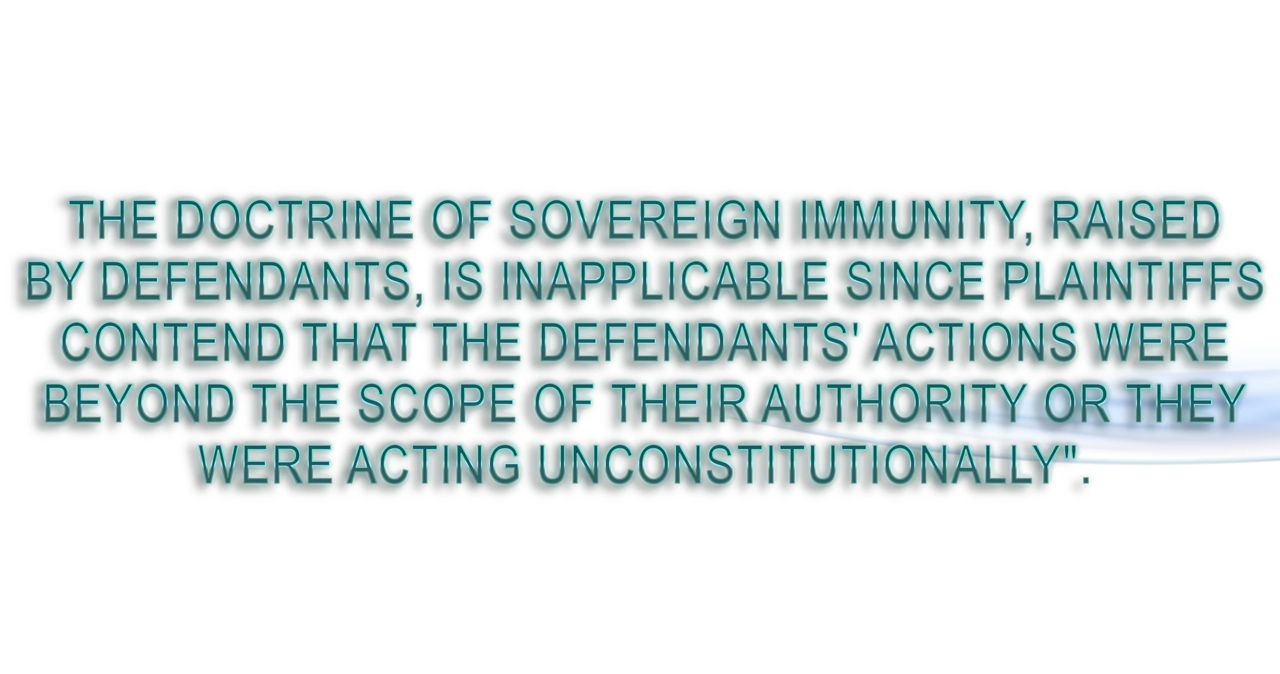 THE DOCTRINE OF SOVEREIGN IMMUNITY, RAISED
BY DEFENDANTS, IS INAPPLICABLE SINCE PLAINTIFFS
CONTEND THAT THE DEFENDANTS' ACTIONS WERE
BEYOND THE SCOPE OF THEIR AUTHORITY OR THEY
WERE ACTING UNCONSTITUTIONALLY".